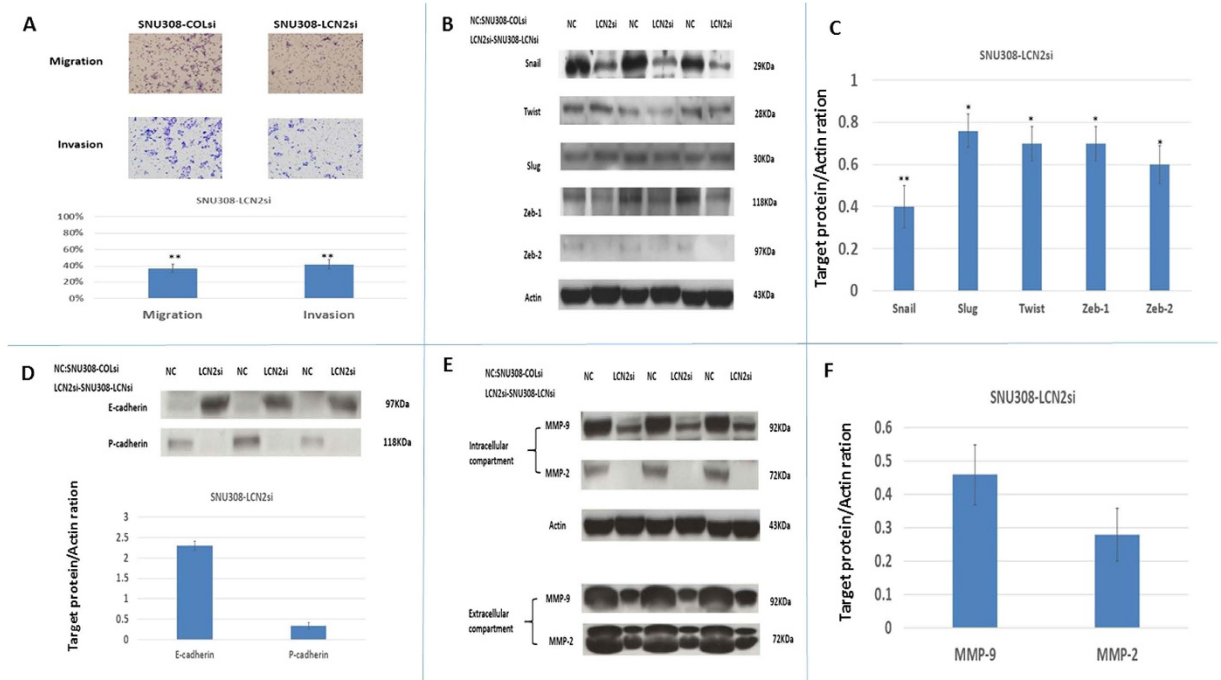 A
SNU308-COLsi SNU308-LCN2si
Migration
Invasion
SNU308-LCN2si
100%
80%
60%
40%
20%
0%
** **
Migration Invasion
B
NC:SNU308-COLsi
LCN2si-SNU308-LCNsi
NC LCN2si NC LCN2si NC LCN2si
Snail 29KDa
Twist 28KDa
Slug 30KDa
Zeb-1 118KDa
Zeb-2 97KDa
Actin 43KDa
C
SNU308-LCN2si
Target protein/Actin ration
1
0.8
0.6
0.4
0.2
0
** * * * *
Snail Slug Twist Zeb-1 Zeb-2
D
NC:SNU308-COLsi
LCN2si-SNU308-LCNsi
NC LCN2si NC LCN2si NC LCN2si
E-cadherin 97KDa
P-cadherin 118KDa
SNU308-LCN2si
Target protein/Actin ration
3
2.5
2
1.5
1
0.5
0
E-cadherin P-cadherin
E
NC:SNU308-COLsi
LCN2si-SNU308-LCNsi
NC LCN2si NC LCN2si NC LCN2si
Intracellular
compartment
MMP-9 92KDa
MMP-2 72KDa
Actin 43KDa
Extracellular
compartment
MMP-9 92KDa
MMP-2 72KDa
F
SNU308-LCN2si
Target protein/Actin ration
0.6
0.5
0.4
0.3
0.2
0.1
0
MMP-9 MMP-2